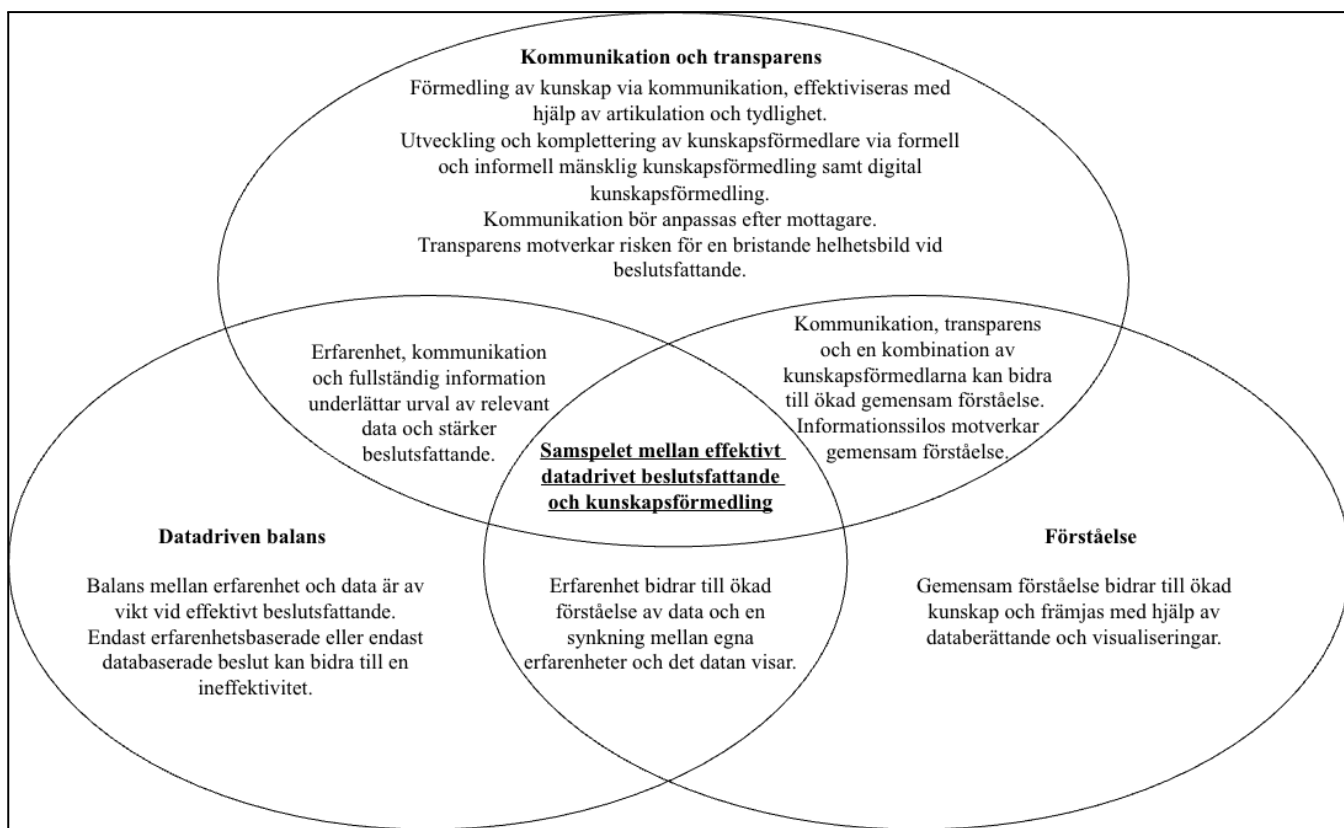 Kommunikation och transparens
Förmedling av kunskap via kommunikation, effektiviseras med
hjälp av artikulation och tydlighet.
Utveckling och komplettering av kunskapsförmedlare via formell
och informell mänsklig kunskapsförmedling samt digital
kunskapsförmedling.
Kommunikation bör anpassas efter mottagare.
Transparens motverkar risken för en bristande helhetsbild vid
beslutsfattande.
Erfarenhet, kommunikation
och fullständig information
underlättar urval av relevant
data och stärker
beslutsfattande.
Kommunikation, transparens
och en kombination av
kunskapsförmedlarna kan bidra
till ökad gemensam förståelse.
Informationssilos motverkar
gemensam förståelse.
Samspelet mellan effektivt
datadrivet beslutsfattande
och kunskapsförmedling
Datadriven balans
Balans mellan erfarenhet och data är av
vikt vid effektivt beslutsfattande.
Endast erfarenhetsbaserade eller endast
databaserade beslut kan bidra till en
ineffektivitet.
Erfarenhet bidrar till ökad
förståelse av data och en
synkning mellan egna
erfarenheter och det datan visar.
Förståelse
Gemensam förståelse bidrar till ökad
kunskap och främjas med hjälp av
databerättande och visualiseringar.